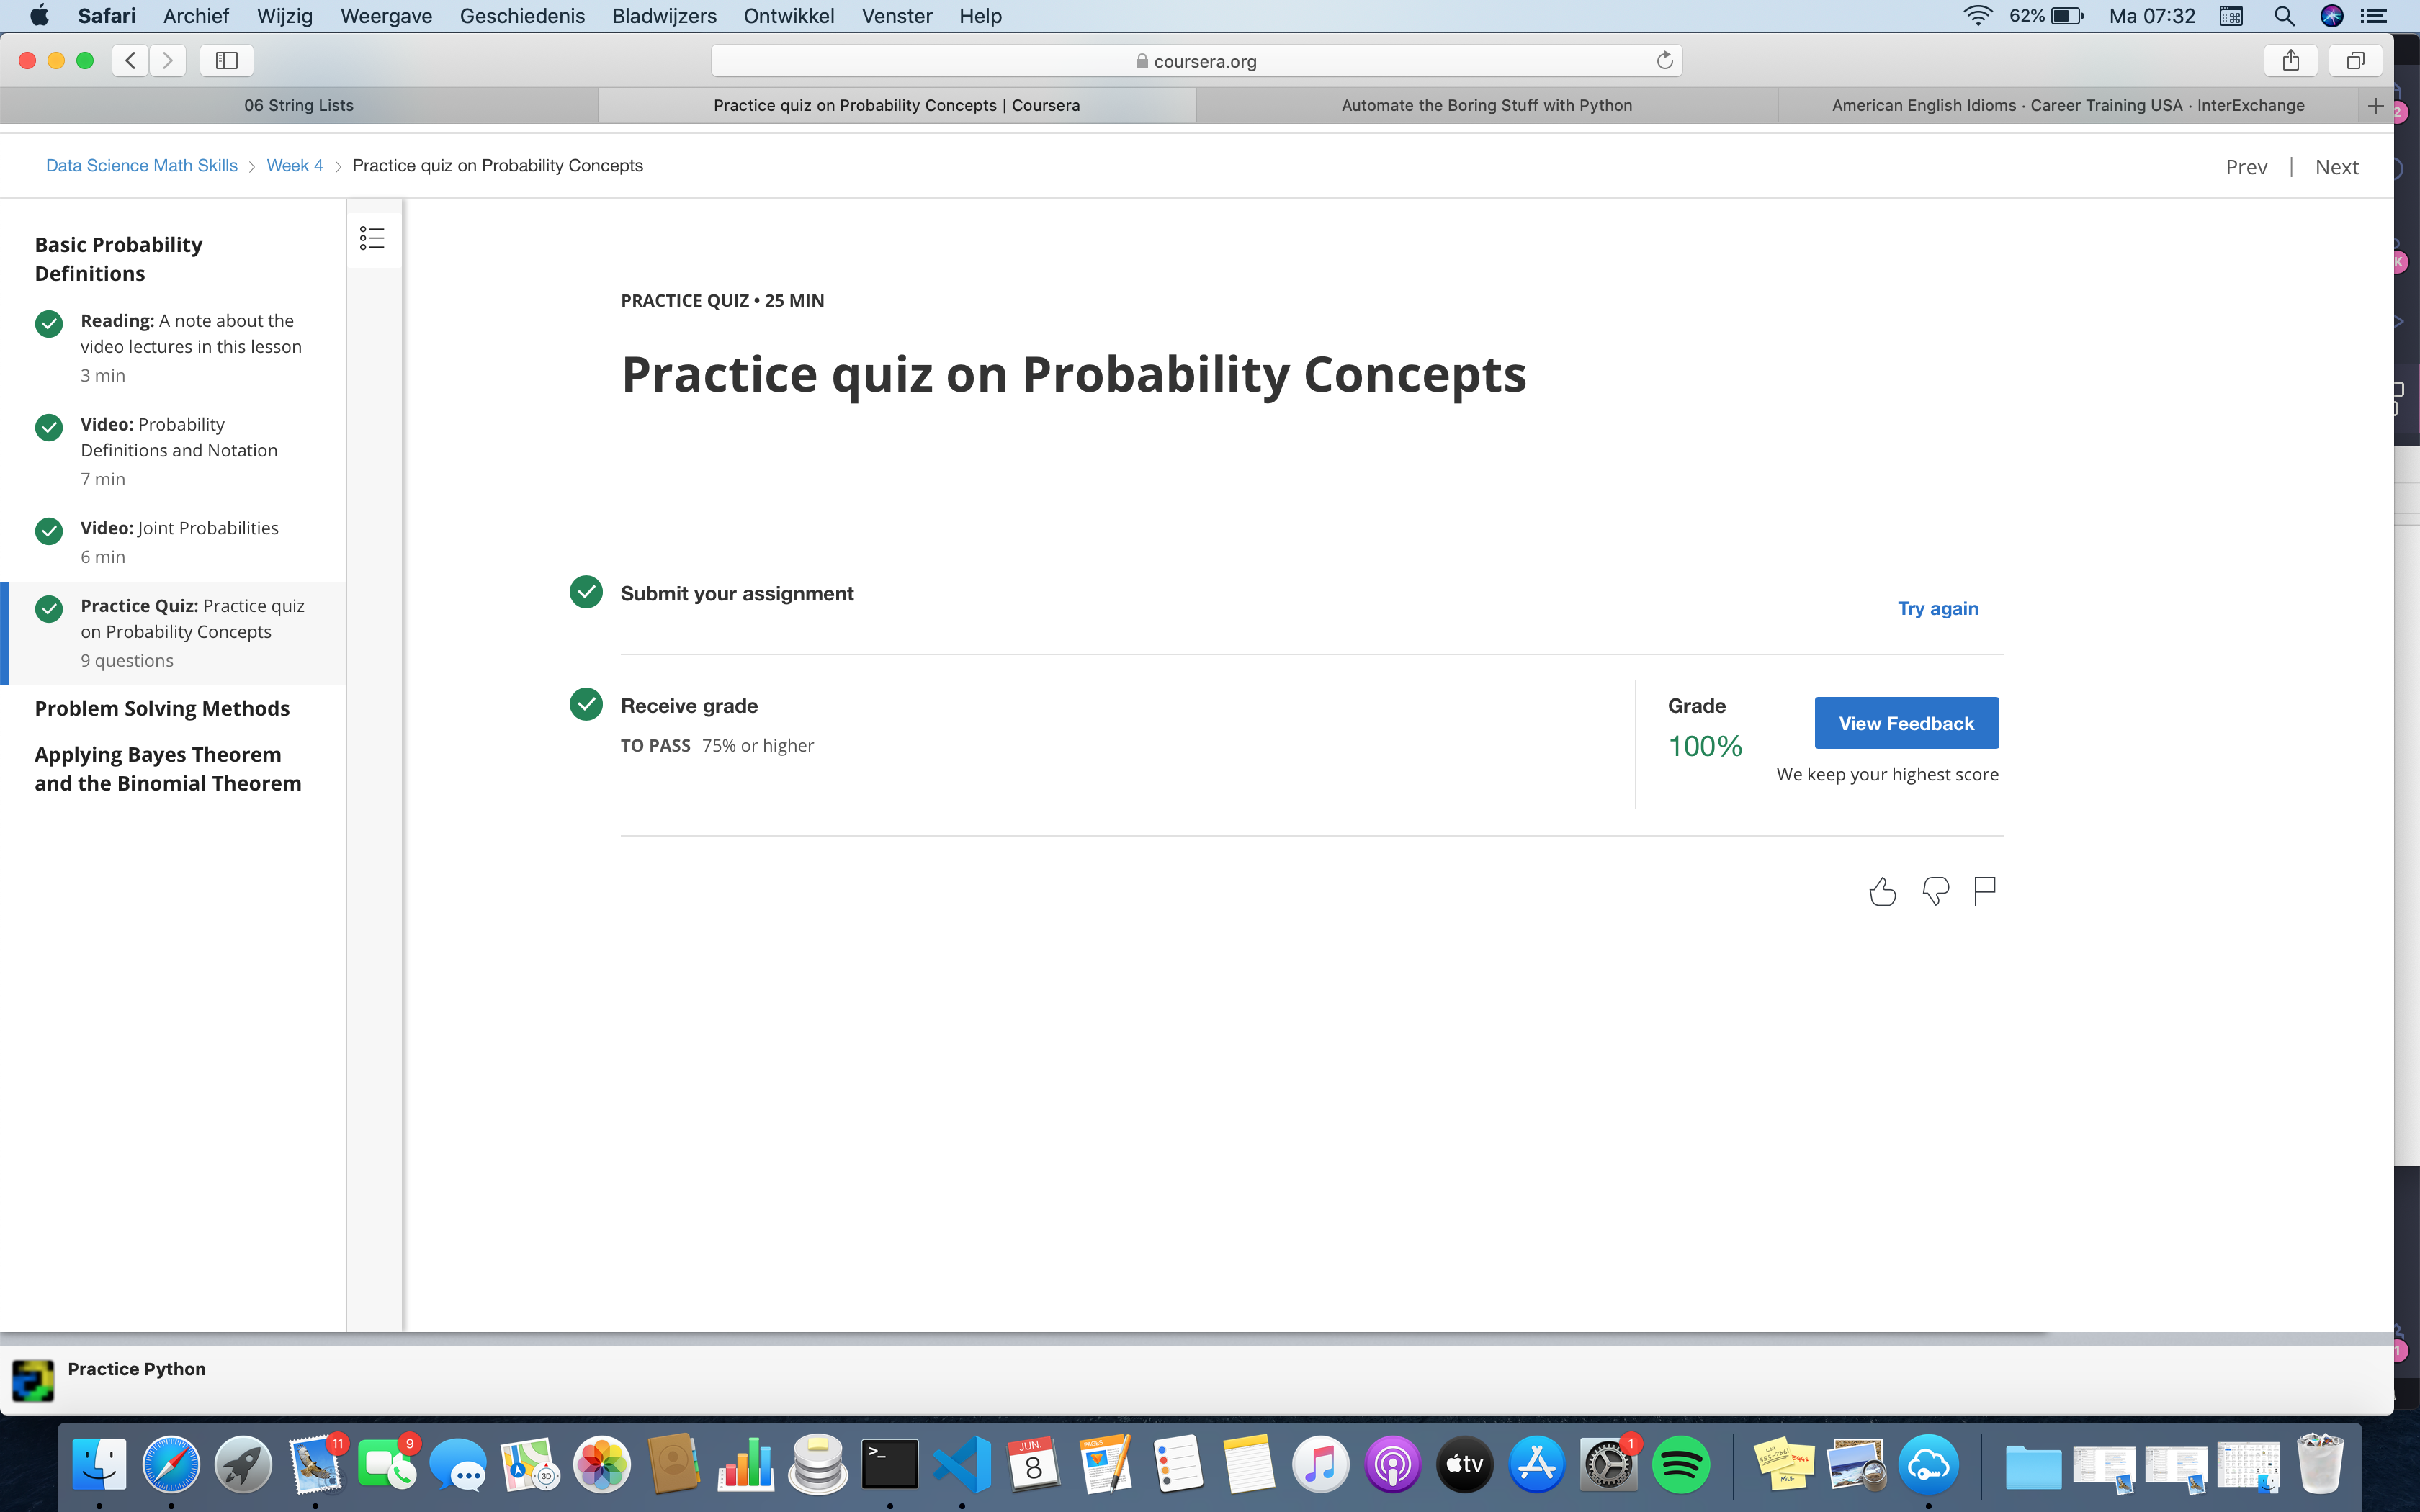 Safari Archief Wijzig Weergave Geschiedenis Bladwijzers Ontwikkel Venster Help 62% Ma 07:32
coursera.org
06 String Lists
Practice quiz on Probability Concepts | Coursera
Automate the Boring Stuff with Python
American English Idioms · Career Training USA · InterExchange
Data Science Math Skills > Week 4 > Practice quiz on Probability Concepts
Prev | Next
Basic Probability
Definitions
Reading: A note about the
video lectures in this lesson
3 min
Video: Probability
Definitions and Notation
7 min
Video: Joint Probabilities
6 min
Practice Quiz: Practice quiz
on Probability Concepts
9 questions
Problem Solving Methods
Applying Bayes Theorem
and the Binomial Theorem
PRACTICE QUIZ • 25 MIN
Practice quiz on Probability Concepts
Submit your assignment
Try again
Receive grade
TO PASS 75% or higher
Grade
100%
View Feedback
We keep your highest score
Practice Python
2
K
1
11
9
3D
>_
JUN.
8
PAGES
tv
1